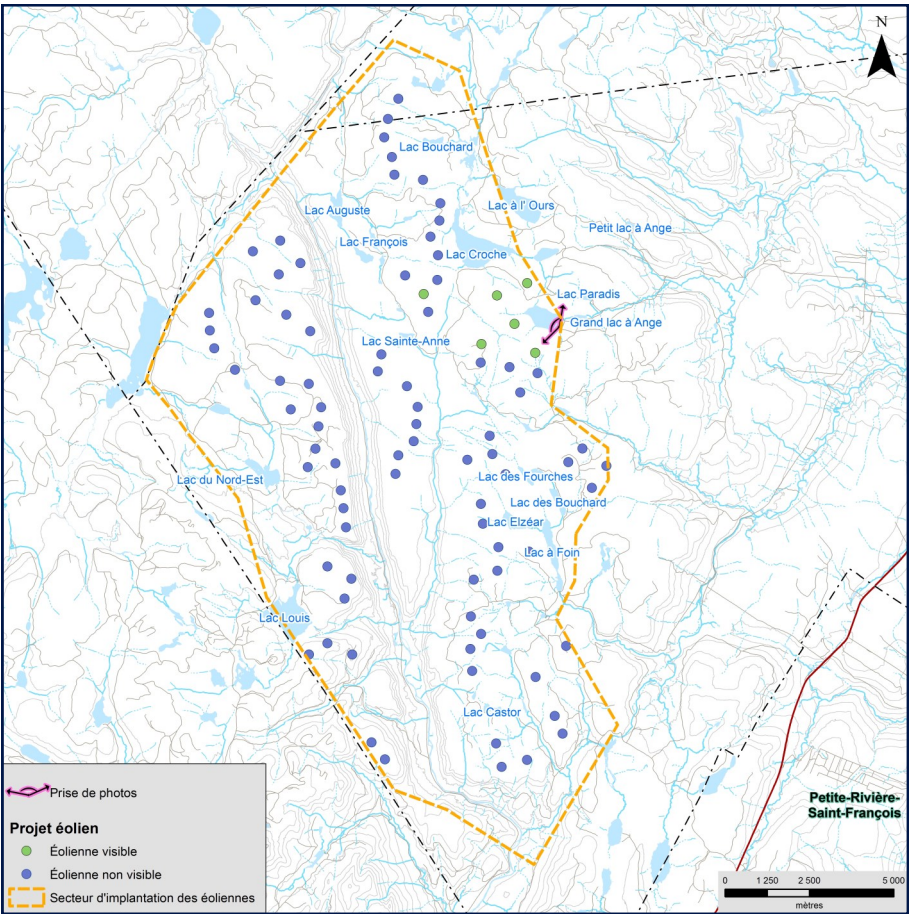 N
Lac Bouchard
Lac à l' Ours
Lac Auguste
Petit lac à Ange
Lac François
Lac Croche
Lac Paradis
Grand lac à Ange
Lac Sainte-Anne
Lac des Fourches
Lac du Nord-Est
Lac des Bouchard
Lac Elzéar
Lac à Foin
Lac Louis
Lac Castor
Petite-Rivière-
Saint-François
Prise de photos
Projet éolien
Éolienne visible
Éolienne non visible
Secteur d'implantation des éoliennes
0 1 250 2 500 5 000
mètres